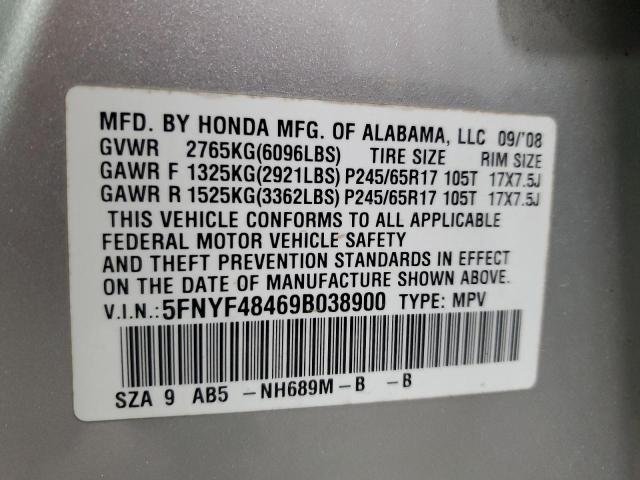 MFD. BY HONDA MFG. OF ALABAMA, LLC 09/'08
GVWR 2765KG(6096LBS) TIRE SIZE RIM SIZE
GAWR F 1325KG(2921LBS) P245/65R17 105T 17X7.5J
GAWR R 1525KG(3362LBS) P245/65R17 105T 17X7.5J
THIS VEHICLE CONFORMS TO ALL APPLICABLE
FEDERAL MOTOR VEHICLE SAFETY
AND THEFT PREVENTION STANDARDS IN EFFECT
ON THE DATE OF MANUFACTURE SHOWN ABOVE.
V.I.N.:5FNYF48469B038900 TYPE: MPV
SZA 9 AB5 -NH689M-B -B